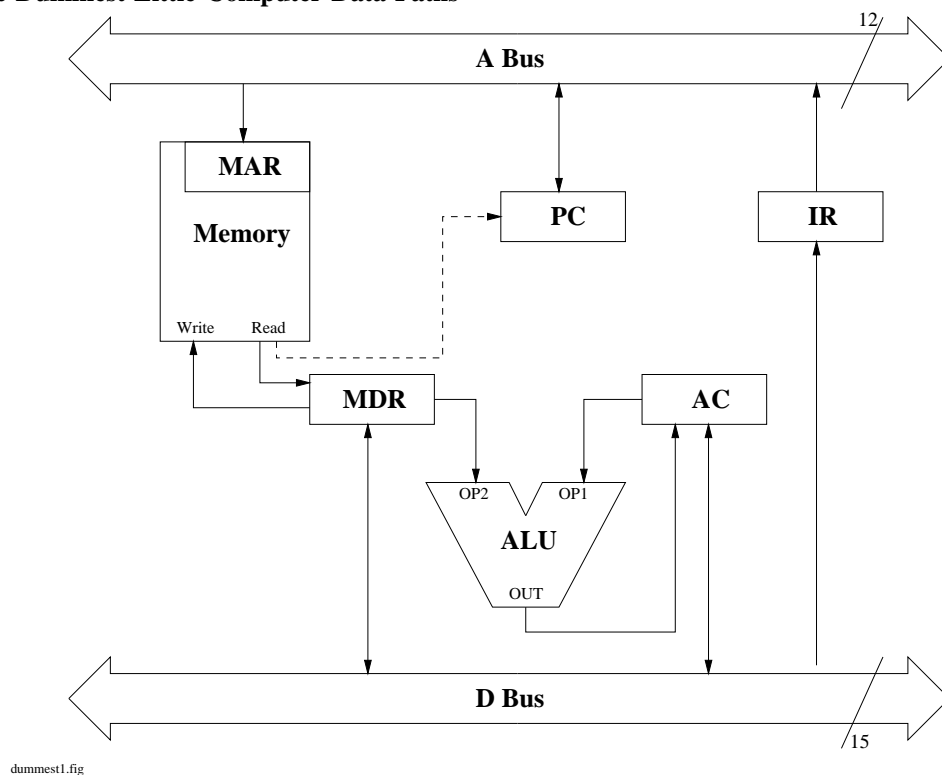 Dummest Little Computer Data Paths
12
A Bus
MAR
PC
IR
Memory
Write Read
MDR
AC
OP2 OP1
ALU
OUT
D Bus
15
dummest1.fig